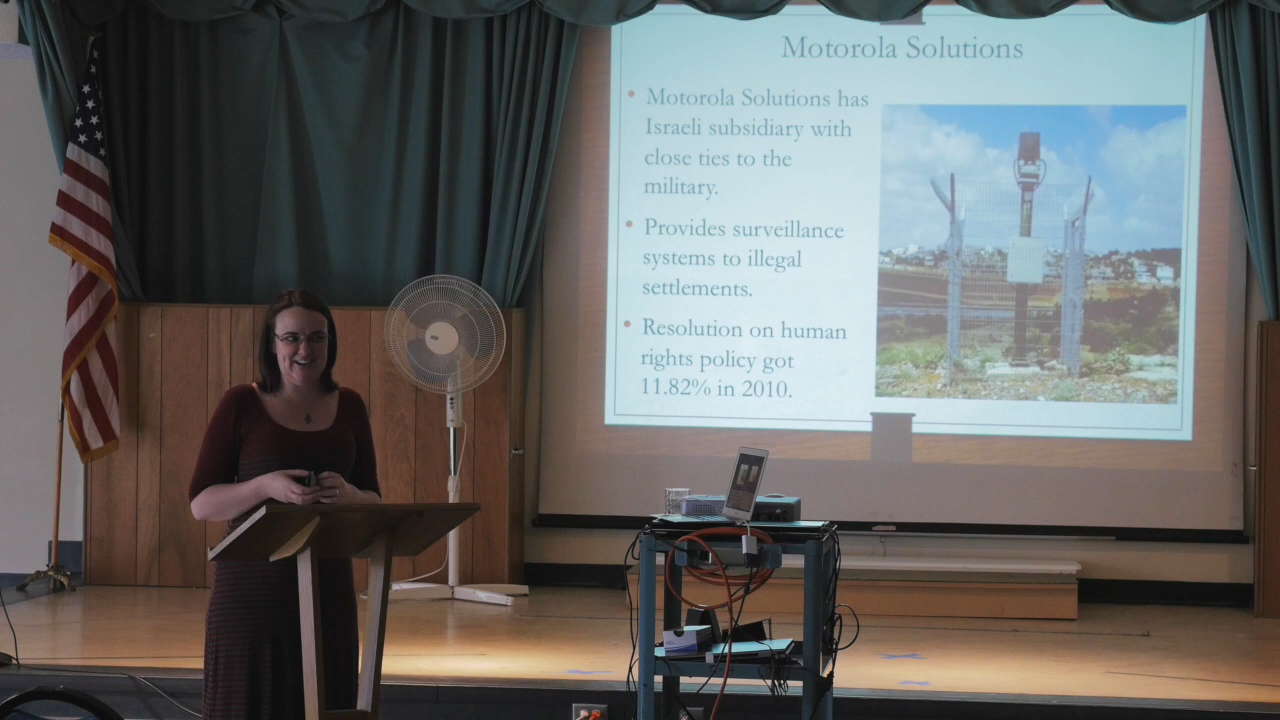 Motorola Solutions
• Motorola Solutions has
Israeli subsidiary with
close ties to the
military.
• Provides surveillance
systems to illegal
settlements.
• Resolution on human
rights policy got
11.82% in 2010.